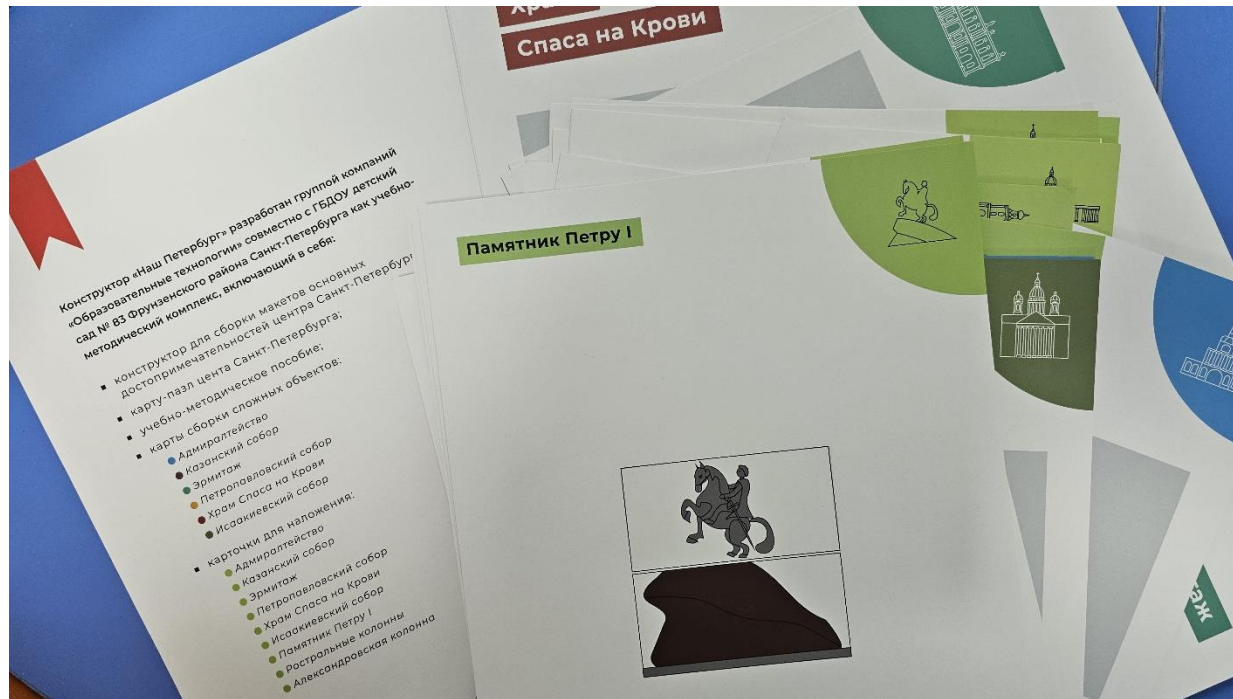 Спаса на Крови
Конструктор «Наш Петербург» разработан группой компаний
«Образовательные технологии» совместно с ГБДОУ детский
сад № 83 Фрунзенского района Санкт-Петербурга как учебно-
методический комплекс, включающий в себя:
▪ конструктор для сборки макетов основных
достопримечательностей центра Санкт-Петербург
▪ карту-пазл цента Санкт-Петербурга;
▪ учебно-методическое пособие;
▪ карты сборки сложных объектов:
Адмиралтейство
Казанский собор
Эрмитаж
Петропавловский собор
Храм Спаса на Крови
Исаакиевский собор
▪ карточки для наложения:
Адмиралтейство
Казанский собор
Эрмитаж
Петропавловский собор
Храм Спаса на Крови
Исаакиевский собор
Памятник Петру I
Ростральные колонны
Александровская колонна
Памятник Петру I